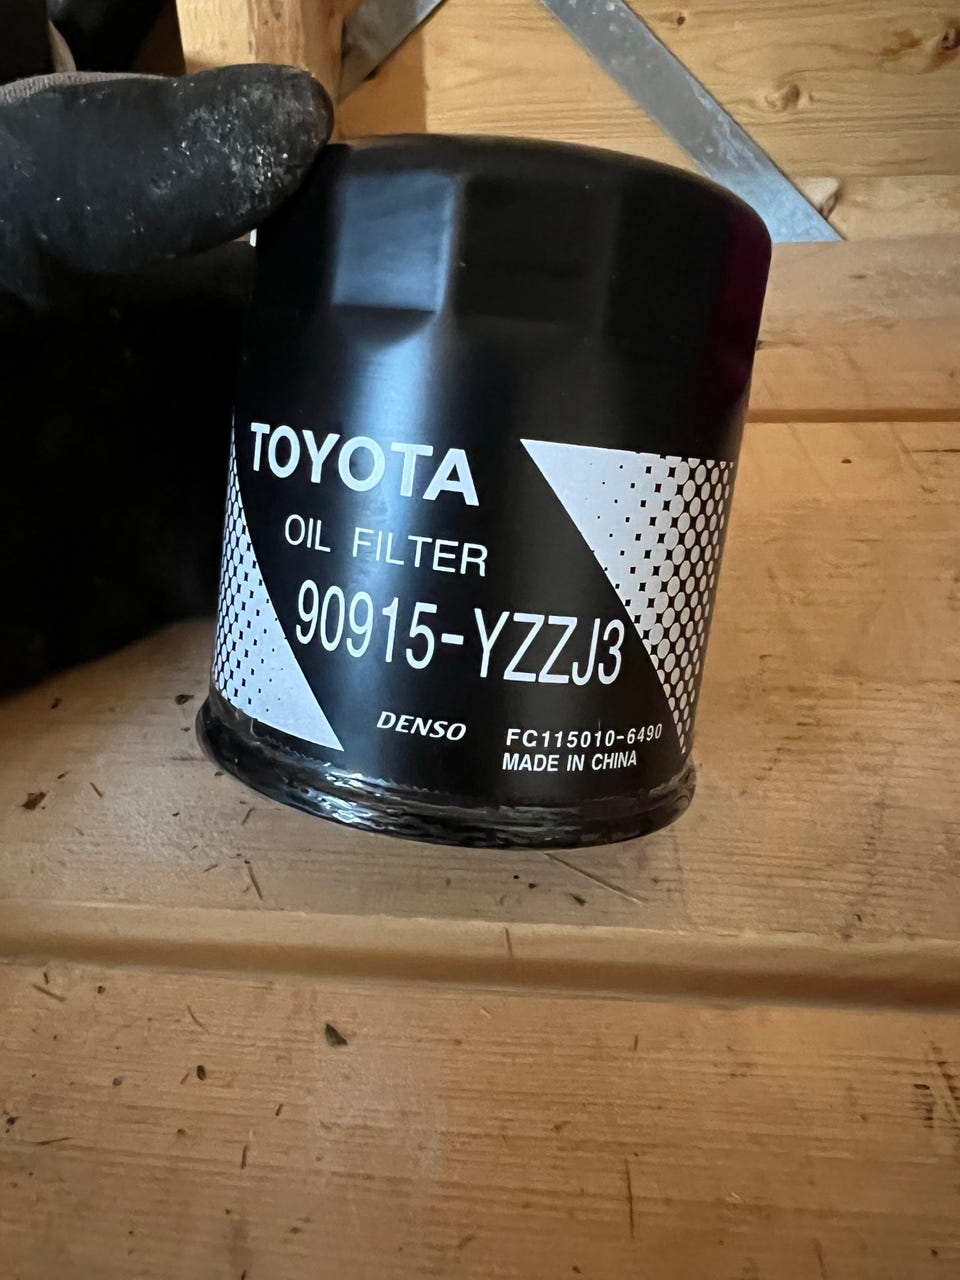 TOYOTA
OIL FILTER
90915-YZZJ3
DENSO
FC115010-6490
MADE IN CHINA